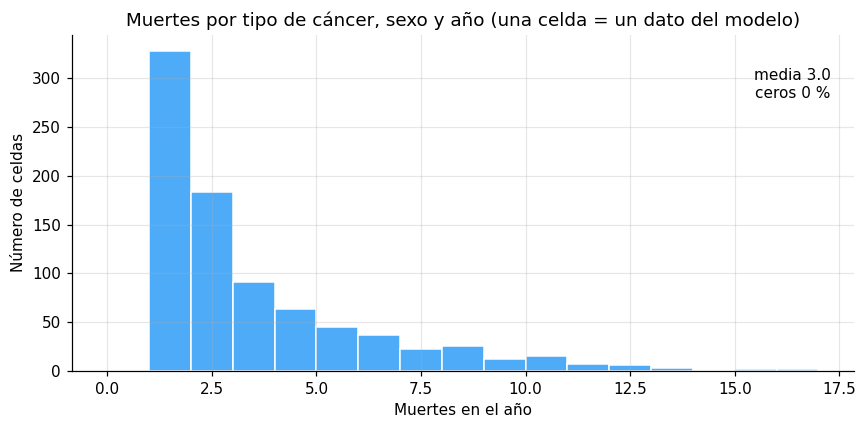 Muertes por tipo de cáncer, sexo y año (una celda = un dato del modelo)
media 3.0
ceros 0 %
Número de celdas
300
250
200
150
100
50
0
0.0 2.5 5.0 7.5 10.0 12.5 15.0 17.5
Muertes en el año